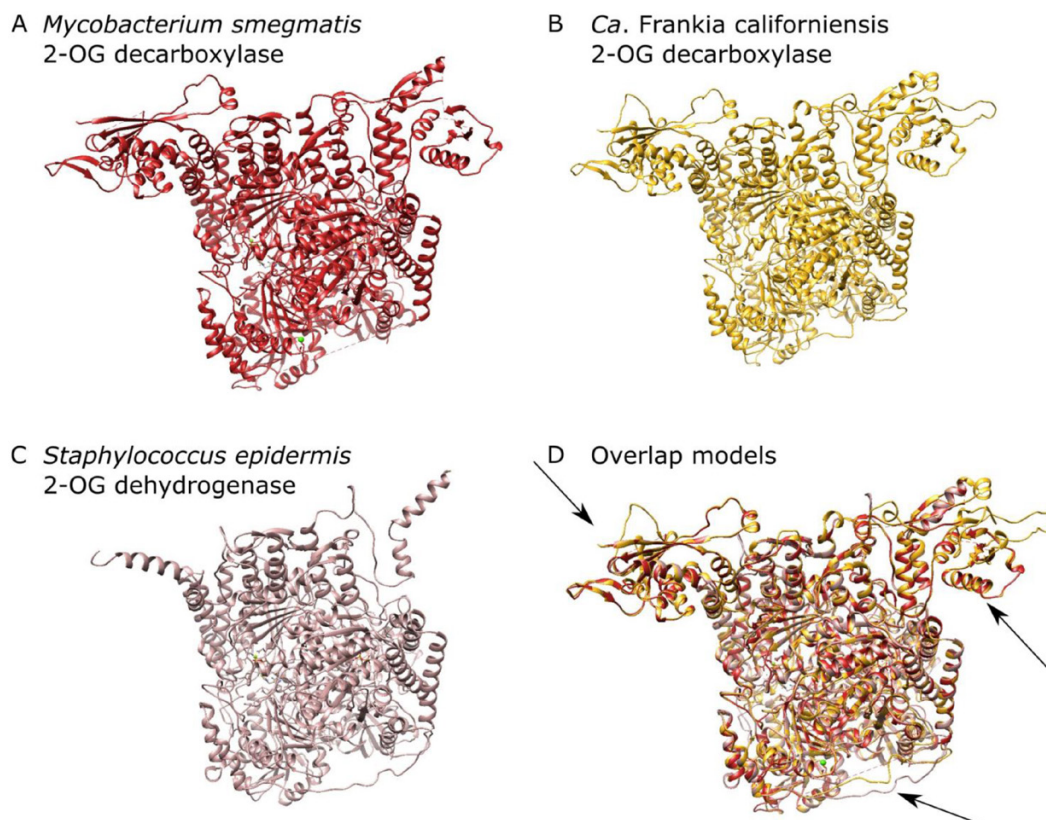 A Mycobacterium smegmatis
2-OG decarboxylase
B Ca. Frankia californiensis
2-OG decarboxylase
C Staphylococcus epidermis
2-OG dehydrogenase
D Overlap models